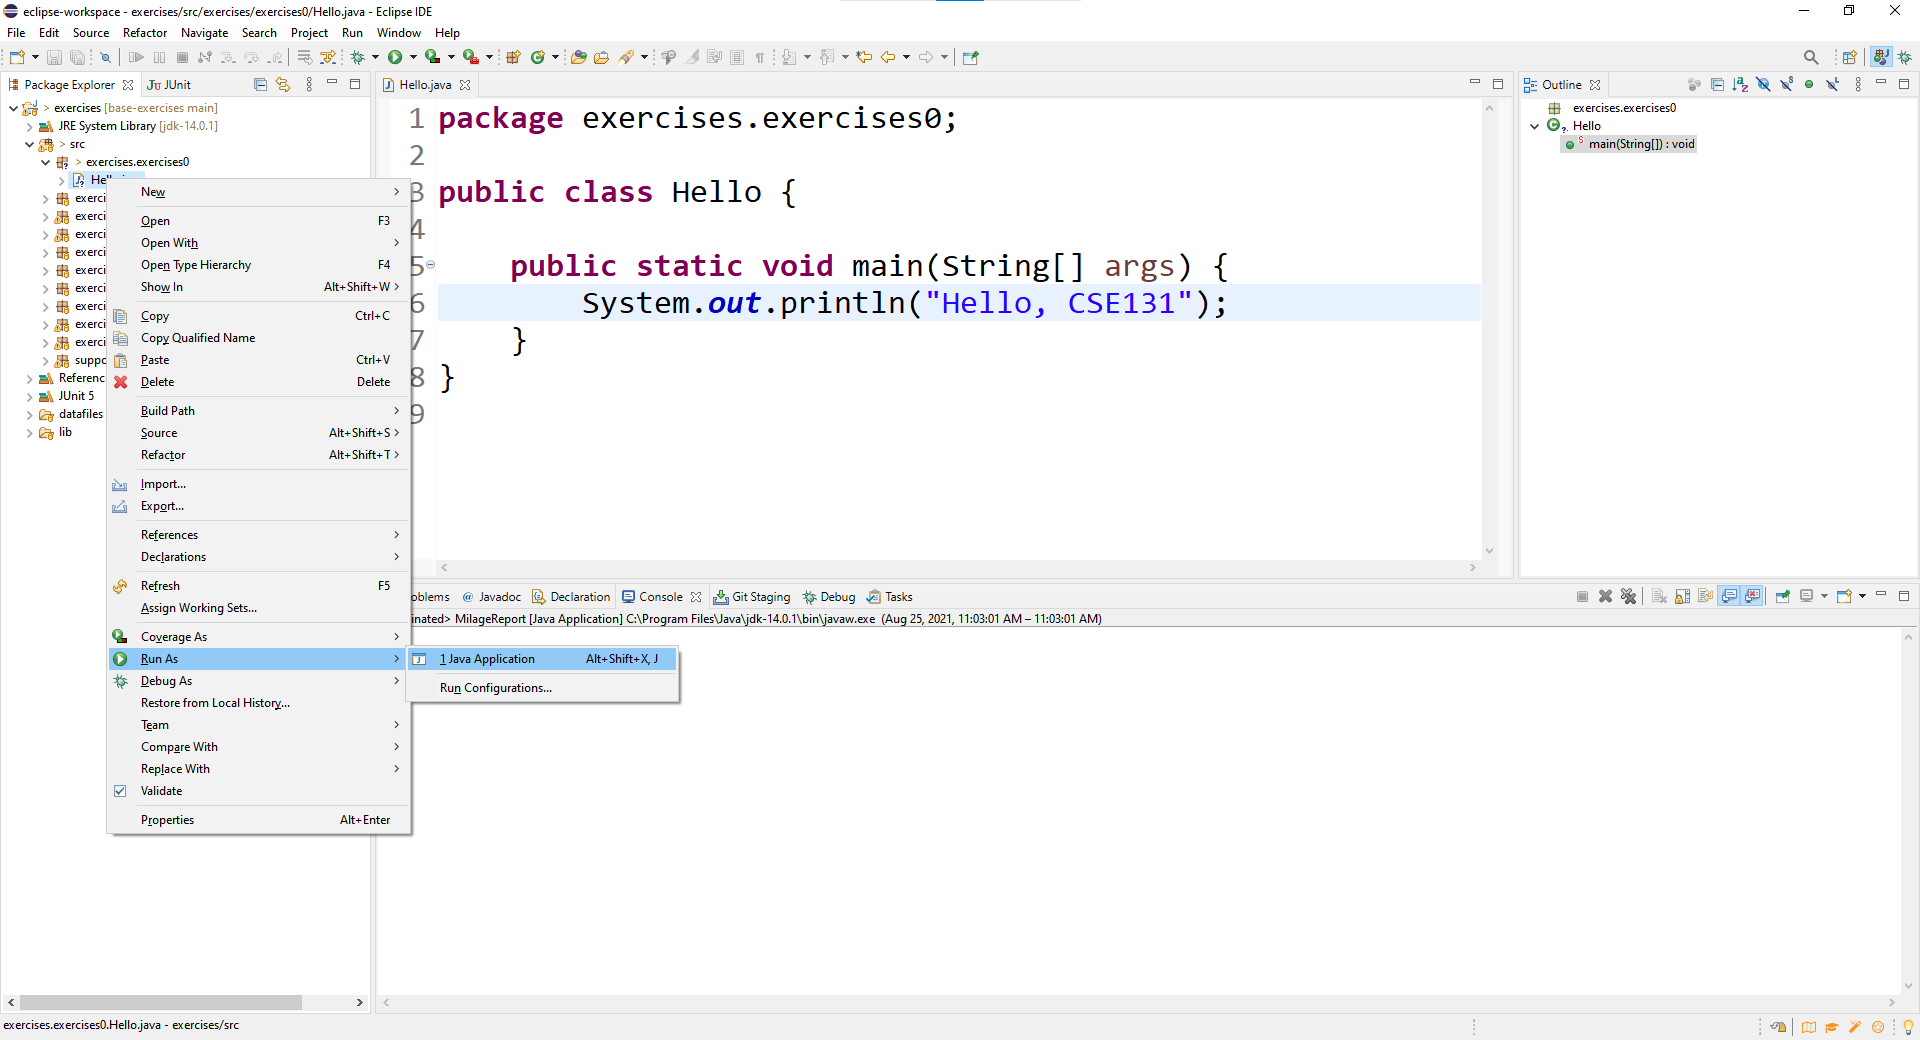 eclipse-workspace - exercises/src/exercises/exercises0/Hello.java - Eclipse IDE
File Edit Source Refactor Navigate Search Project Run Window Help
Package Explorer JUnit
> exercises [base-exercises main]
JRE System Library [jdk-14.0.1]
> src
> exercises.exercises0
exerci
exerci
exerci
exerci
exerci
exerci
exerci
exerci
exerci
suppo
Referenc
JUnit 5
datafiles
lib
New
Open F3
Open With
Open Type Hierarchy F4
Show In Alt+Shift+W
Copy Ctrl+C
Copy Qualified Name
Paste Ctrl+V
Delete Delete
Build Path
Source Alt+Shift+S
Refactor Alt+Shift+T
Import...
Export...
References
Declarations
Refresh F5
Assign Working Sets...
Coverage As
Run As
Debug As
Restore from Local History...
Team
Compare With
Replace With
Validate
Properties Alt+Enter
1 Java Application Alt+Shift+X, J
Run Configurations...
Hello.java
1 package exercises.exercises0;
2
3 public class Hello {
4
5 public static void main(String[] args) {
6 System.out.println("Hello, CSE131");
7 }
8 }
9
Outline
exercises.exercises0
Hello
main(String[]) : void
oblems Javadoc Declaration Console Git Staging Debug Tasks
inated> MilageReport [Java Application] C:\Program Files\Java\jdk-14.0.1\bin\javaw.exe (Aug 25, 2021, 11:03:01 AM – 11:03:01 AM)
exercises.exercises0.Hello.java - exercises/src